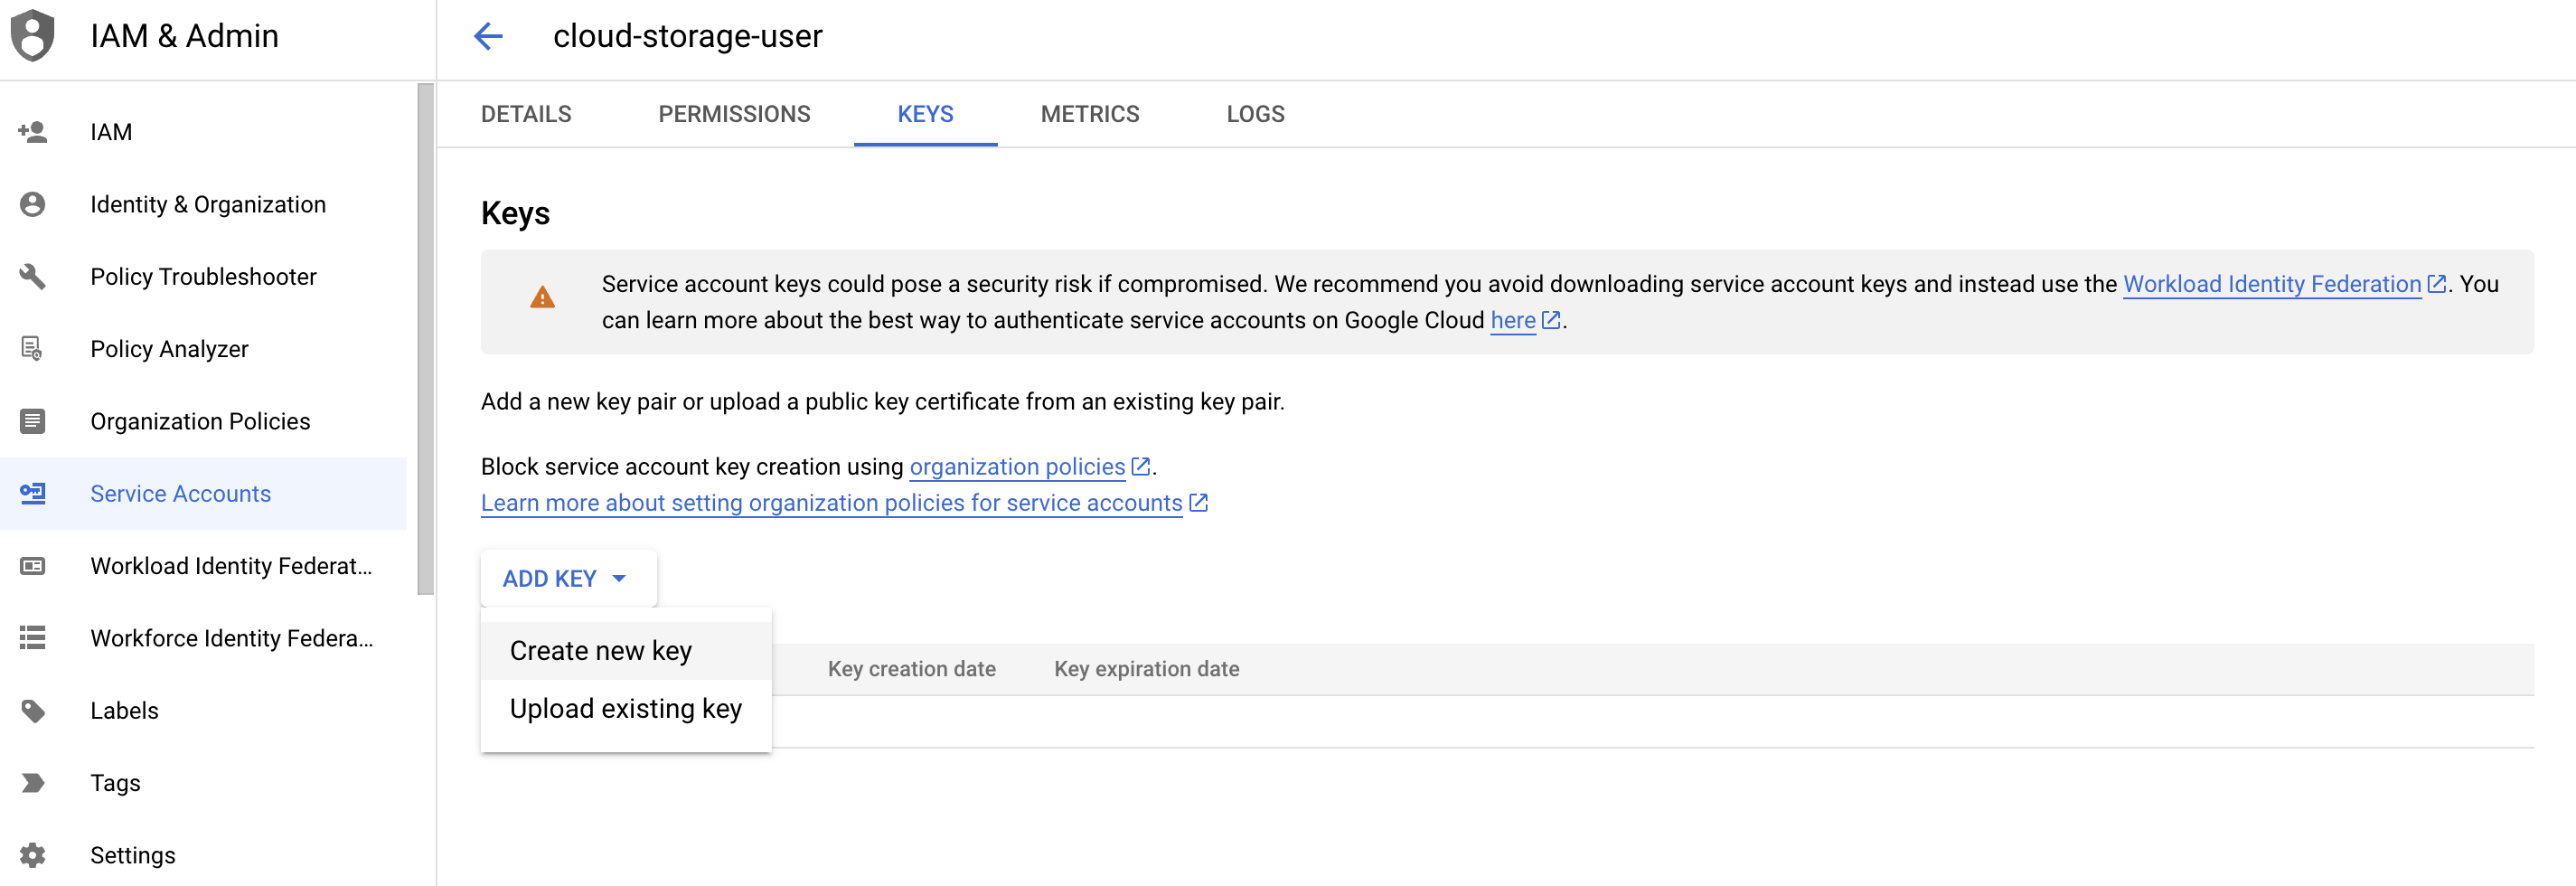 IAM & Admin
IAM
Identity & Organization
Policy Troubleshooter
Policy Analyzer
Organization Policies
Service Accounts
Workload Identity Federat...
Workforce Identity Federa...
Labels
Tags
Settings
cloud-storage-user
DETAILS PERMISSIONS KEYS METRICS LOGS
Keys
Service account keys could pose a security risk if compromised. We recommend you avoid downloading service account keys and instead use the Workload Identity Federation. You
can learn more about the best way to authenticate service accounts on Google Cloud here.
Add a new key pair or upload a public key certificate from an existing key pair.
Block service account key creation using organization policies.
Learn more about setting organization policies for service accounts
ADD KEY
Create new key
Upload existing key
Key creation date Key expiration date